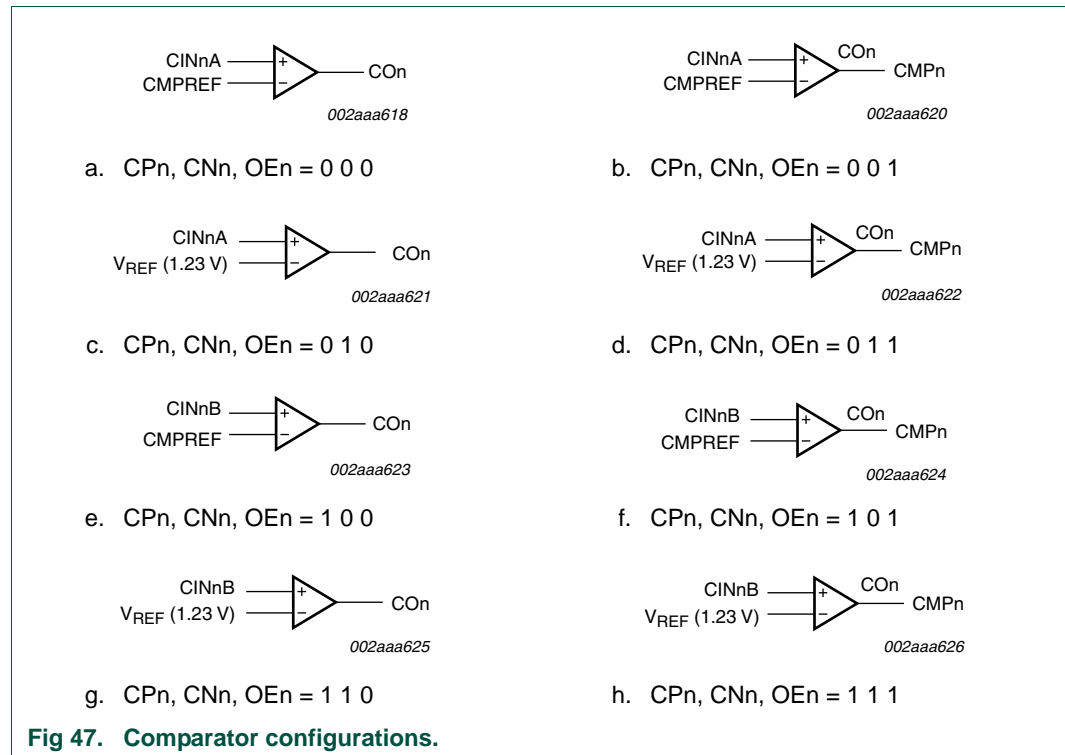 CINnA
CMPREF
COn
002aaa618
a. CPn, CNn, OEn = 0 0 0
CINnA
CMPREF
COn
CMPn
002aaa620
b. CPn, CNn, OEn = 0 0 1
CINnA
VREF (1.23 V)
COn
002aaa621
c. CPn, CNn, OEn = 0 1 0
CINnA
VREF (1.23 V)
COn
CMPn
002aaa622
d. CPn, CNn, OEn = 0 1 1
CINnB
CMPREF
COn
002aaa623
e. CPn, CNn, OEn = 1 0 0
CINnB
CMPREF
COn
CMPn
002aaa624
f. CPn, CNn, OEn = 1 0 1
CINnB
VREF (1.23 V)
COn
002aaa625
g. CPn, CNn, OEn = 1 1 0
CINnB
VREF (1.23 V)
COn
CMPn
002aaa626
h. CPn, CNn, OEn = 1 1 1
Fig 47. Comparator configurations.